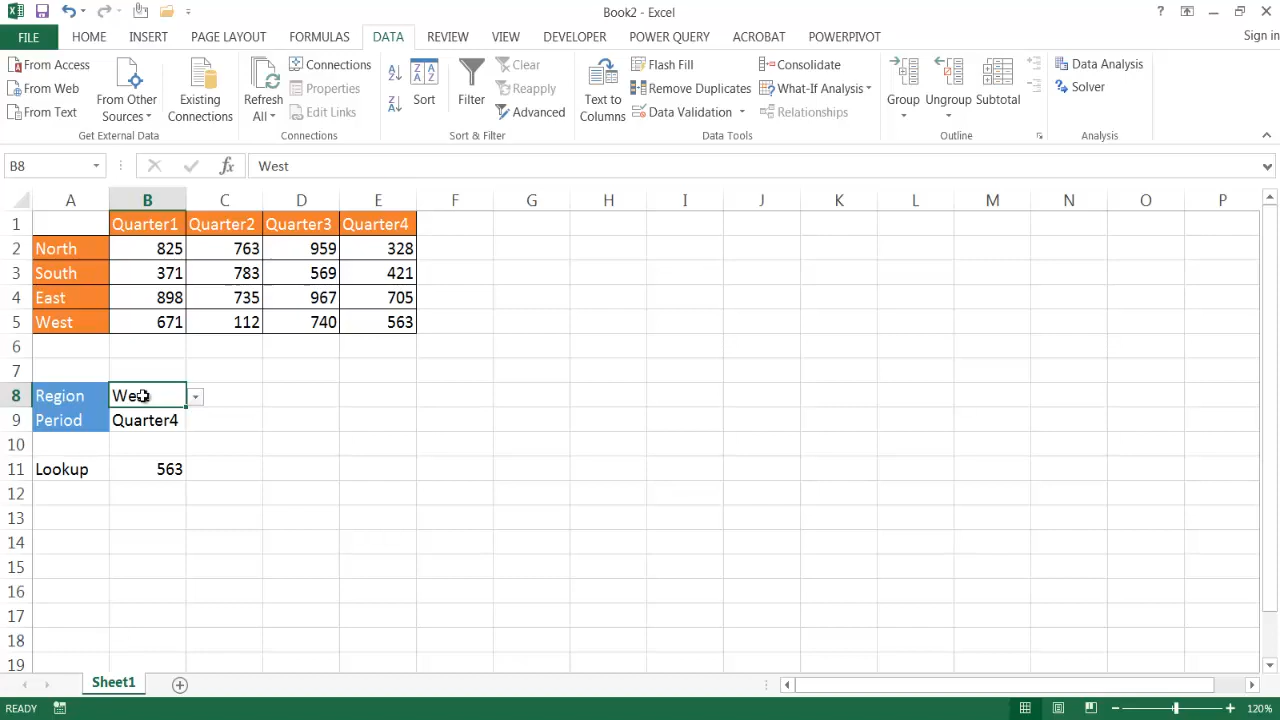 Book2 - Excel
?
FILE HOME INSERT PAGE LAYOUT FORMULAS DATA REVIEW VIEW DEVELOPER POWER QUERY ACROBAT POWERPIVOT Sign in
From Access
From Web
From Text
From Other Sources
Existing Connections
Get External Data
Refresh All
Connections
Properties
Edit Links
Connections
A Z
Z A
Z A A Z
Sort
Filter
Clear
Reapply
Advanced
Sort & Filter
Text to Columns
Flash Fill
Remove Duplicates
Data Validation
Consolidate
What-If Analysis
Relationships
Data Tools
Group
Ungroup
Subtotal
Outline
Data Analysis
Solver
Analysis
B8 fx West
A B C D E F G H I J K L M N O P
1 Quarter1 Quarter2 Quarter3 Quarter4
2 North 825 763 959 328
3 South 371 783 569 421
4 East 898 735 967 705
5 West 671 112 740 563
6
7
8 Region
9 Period Quarter4
10
11 Lookup 563
12
13
14
15
16
17
18
19
Sheet1
READY 120%